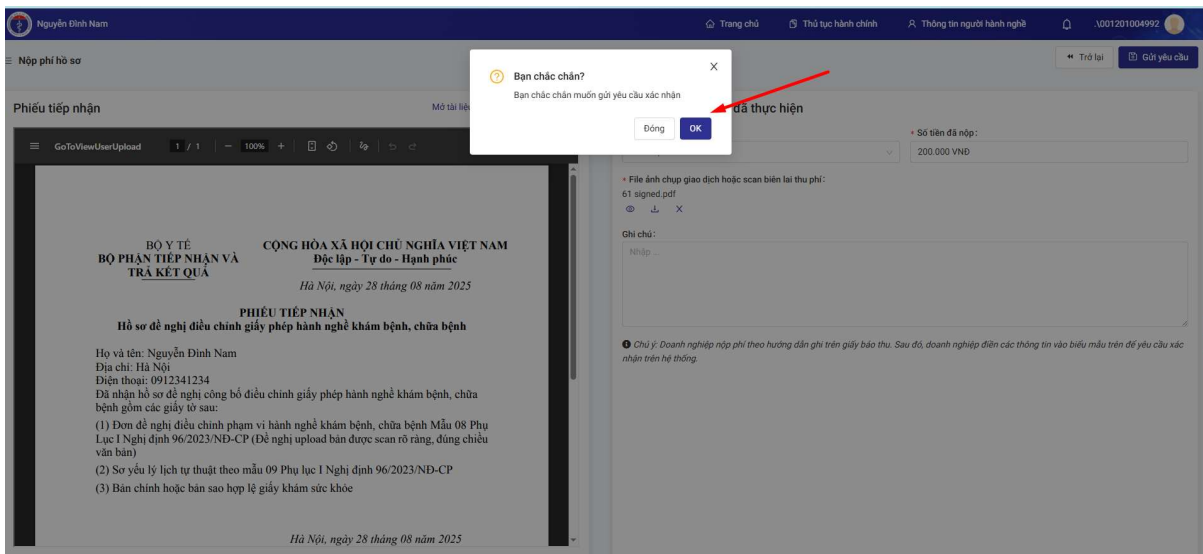 Nguyễn Đình Nam
Trang chủ
Thủ tục hành chính
Thông tin người hành nghề
.\001201004992
Nộp phí hồ sơ
Trở lại
Gửi yêu cầu
Bạn chắc chắn?
Bạn chắc chắn muốn gửi yêu cầu xác nhận
Đóng
OK
Phiếu tiếp nhận
Mở tài liệ
đã thực hiện
GoToViewUserUpload
1 / 1
100%
* Số tiền đã nộp:
200.000 VNĐ
* File ảnh chụp giao dịch hoặc scan biên lai thu phí:
61 signed.pdf
Ghi chú:
Nhập ...
Chú ý: Doanh nghiệp nộp phí theo hướng dẫn ghi trên giấy báo thu. Sau đó, doanh nghiệp điền các thông tin vào biểu mẫu trên để yêu cầu xác
nhận trên hệ thống.
BỘ Y TẾ
BỘ PHẬN TIẾP NHẬN VÀ
TRẢ KẾT QUẢ
CỘNG HÒA XÃ HỘI CHỦ NGHĨA VIỆT NAM
Độc lập - Tự do - Hạnh phúc
Hà Nội, ngày 28 tháng 08 năm 2025
PHIẾU TIẾP NHẬN
Hồ sơ đề nghị điều chỉnh giấy phép hành nghề khám bệnh, chữa bệnh
Họ và tên: Nguyễn Đình Nam
Địa chỉ: Hà Nội
Điện thoại: 0912341234
Đã nhận hồ sơ đề nghị công bố điều chỉnh giấy phép hành nghề khám bệnh, chữa
bệnh gồm các giấy tờ sau:
(1) Đơn đề nghị điều chỉnh phạm vi hành nghề khám bệnh, chữa bệnh Mẫu 08 Phụ
Lục I Nghị định 96/2023/NĐ-CP (Đề nghị upload bản được scan rõ ràng, đúng chiều
văn bản)
(2) Sơ yếu lý lịch tự thuật theo mẫu 09 Phụ lục I Nghị định 96/2023/NĐ-CP
(3) Bản chính hoặc bản sao hợp lệ giấy khám sức khỏe
Hà Nội, ngày 28 tháng 08 năm 2025